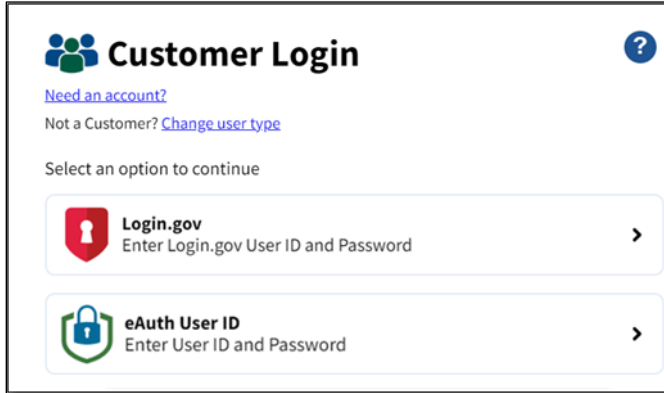 Customer Login
?
Need an account?
Not a Customer? Change user type
Select an option to continue
Login.gov
Enter Login.gov User ID and Password
eAuth User ID
Enter User ID and Password